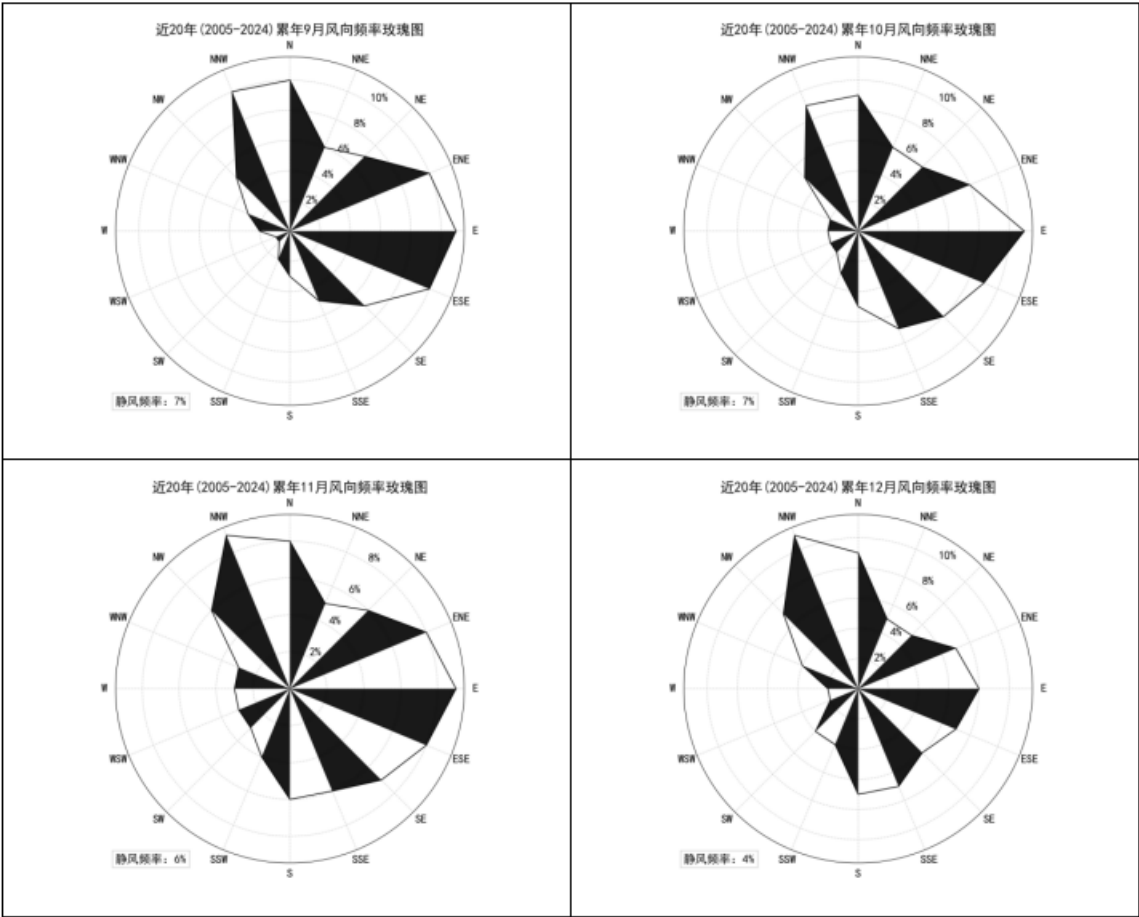 近20年(2005-2024)累年9月风向频率玫瑰图
N
NNW
NNE
NW
10%
NE
8%
WNW
6%
ENE
4%
2%
W
E
WSW
ESE
SW
SE
静风频率: 7%
SSW
SSE
S
近20年(2005-2024)累年10月风向频率玫瑰图
N
NNW
NNE
NW
10%
NE
8%
WNW
6%
ENE
4%
2%
W
E
WSW
ESE
SW
SE
静风频率: 7%
SSW
SSE
S
近20年(2005-2024)累年11月风向频率玫瑰图
N
NNW
NNE
NW
8%
NE
6%
WNW
4%
ENE
2%
W
E
WSW
ESE
SW
SE
静风频率: 6%
SSW
SSE
S
近20年(2005-2024)累年12月风向频率玫瑰图
N
NNW
NNE
NW
10%
NE
8%
6%
WNW
ENE
4%
2%
W
E
WSW
ESE
SW
SE
静风频率: 4%
SSW
SSE
S